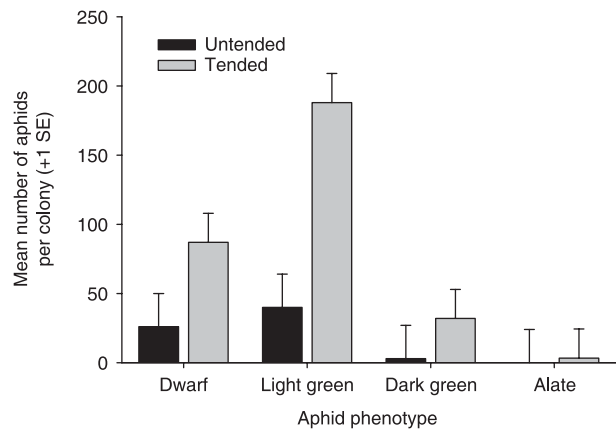 250
200
150
100
50
0
Mean number of aphids
per colony (+1 SE)
Untended
Tended
Dwarf
Light green
Dark green
Alate
Aphid phenotype